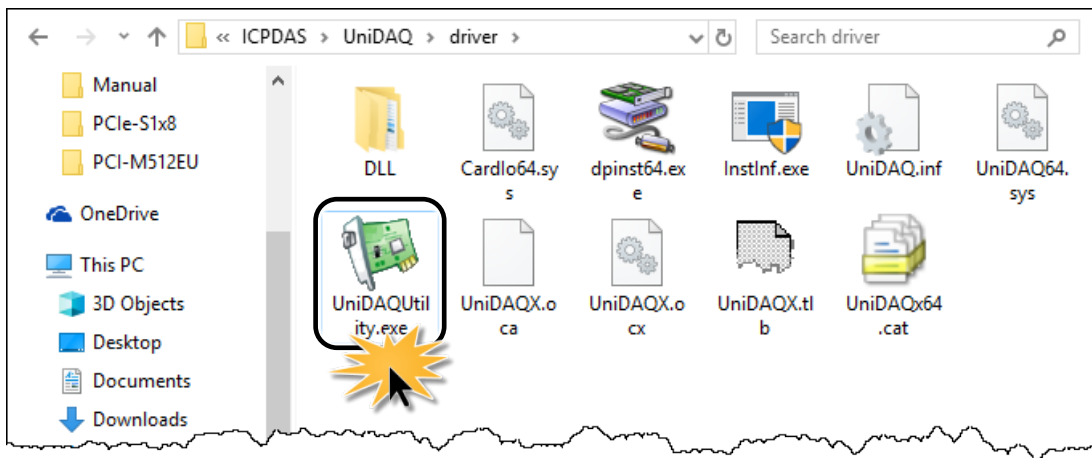 « ICPDAS > UniDAQ > driver >
Search driver
Manual
PCIe-S1x8
PCI-M512EU
OneDrive
This PC
3D Objects
Desktop
Documents
Downloads
DLL
CardIo64.sy
s
dpinst64.ex
e
InstInf.exe
UniDAQ.inf
UniDAQ64.
sys
UniDAQUtil
ity.exe
UniDAQX.o
ca
UniDAQX.o
cx
UniDAQX.tl
b
UniDAQx64
.cat